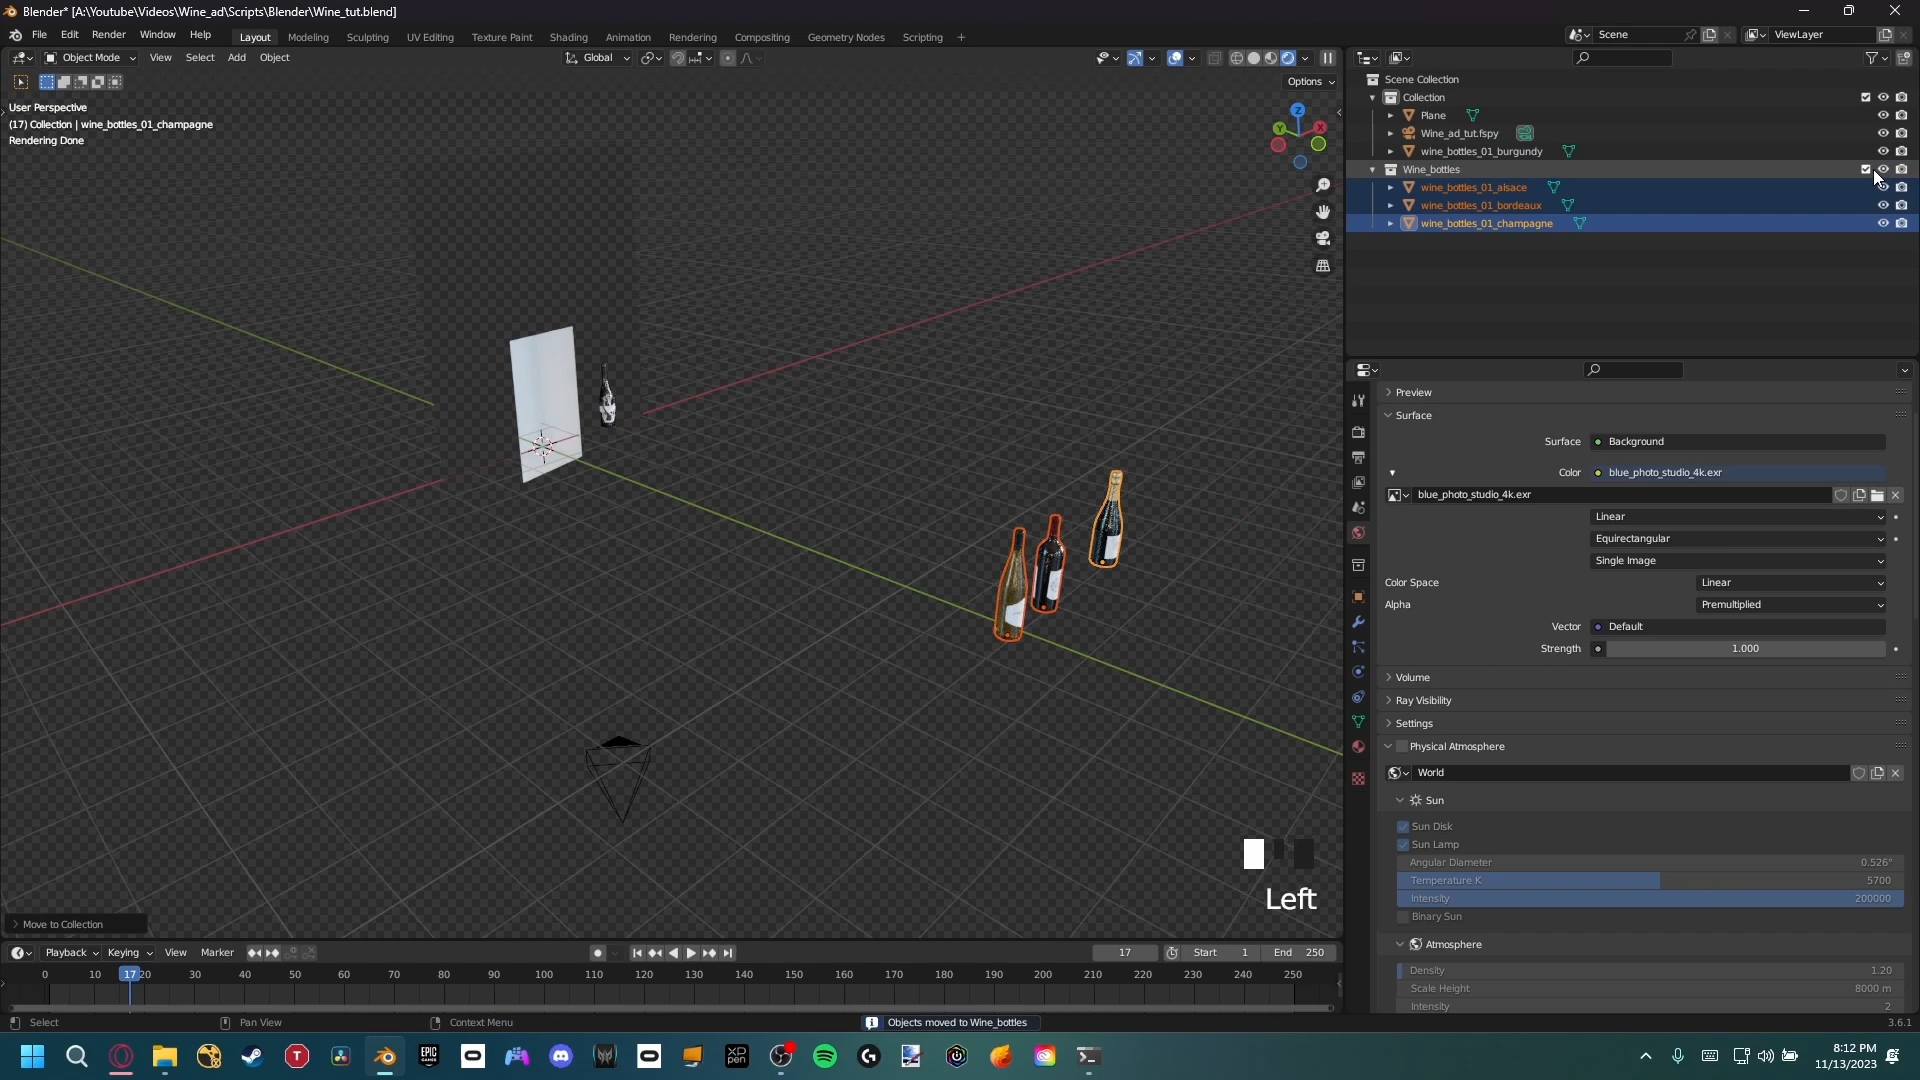 Blender* [A:\Youtube\Videos\Wine_ad\Scripts\Blender\Wine_tut.blend]
File Edit Render Window Help Layout Modeling Sculpting UV Editing Texture Paint Shading Animation Rendering Compositing Geometry Nodes Scripting + Scene ViewLayer
Object Mode View Select Add Object Global
Options
User Perspective
(17) Collection | wine_bottles_01_champagne
Rendering Done
Z
Y
X
Scene Collection
Collection
Plane
Wine_ad_tut.fspy
wine_bottles_01_burgundy
Wine_bottles
wine_bottles_01_alsace
wine_bottles_01_bordeaux
wine_bottles_01_champagne
Preview
Surface
Surface Background
Color blue_photo_studio_4k.exr
blue_photo_studio_4k.exr
Linear
Equirectangular
Single Image
Color Space Linear
Alpha Premultiplied
Vector Default
Strength 1.000
Volume
Ray Visibility
Settings
Physical Atmosphere
World
Sun
Sun Disk
Sun Lamp
Angular Diameter 0.526°
Temperature K 5700
Intensity 200000
Binary Sun
Atmosphere
Density 1.20
Scale Height 8000 m
Intensity 2
Left
Move to Collection
Playback Keying View Marker 17 Start 1 End 250
0 10 17 20 30 40 50 60 70 80 90 100 110 120 130 140 150 160 170 180 190 200 210 220 230 240 250
Select Pan View Context Menu Objects moved to Wine_bottles 3.6.1
T
EPIC GAMES
XP PEN
8:12 PM
11/13/2023